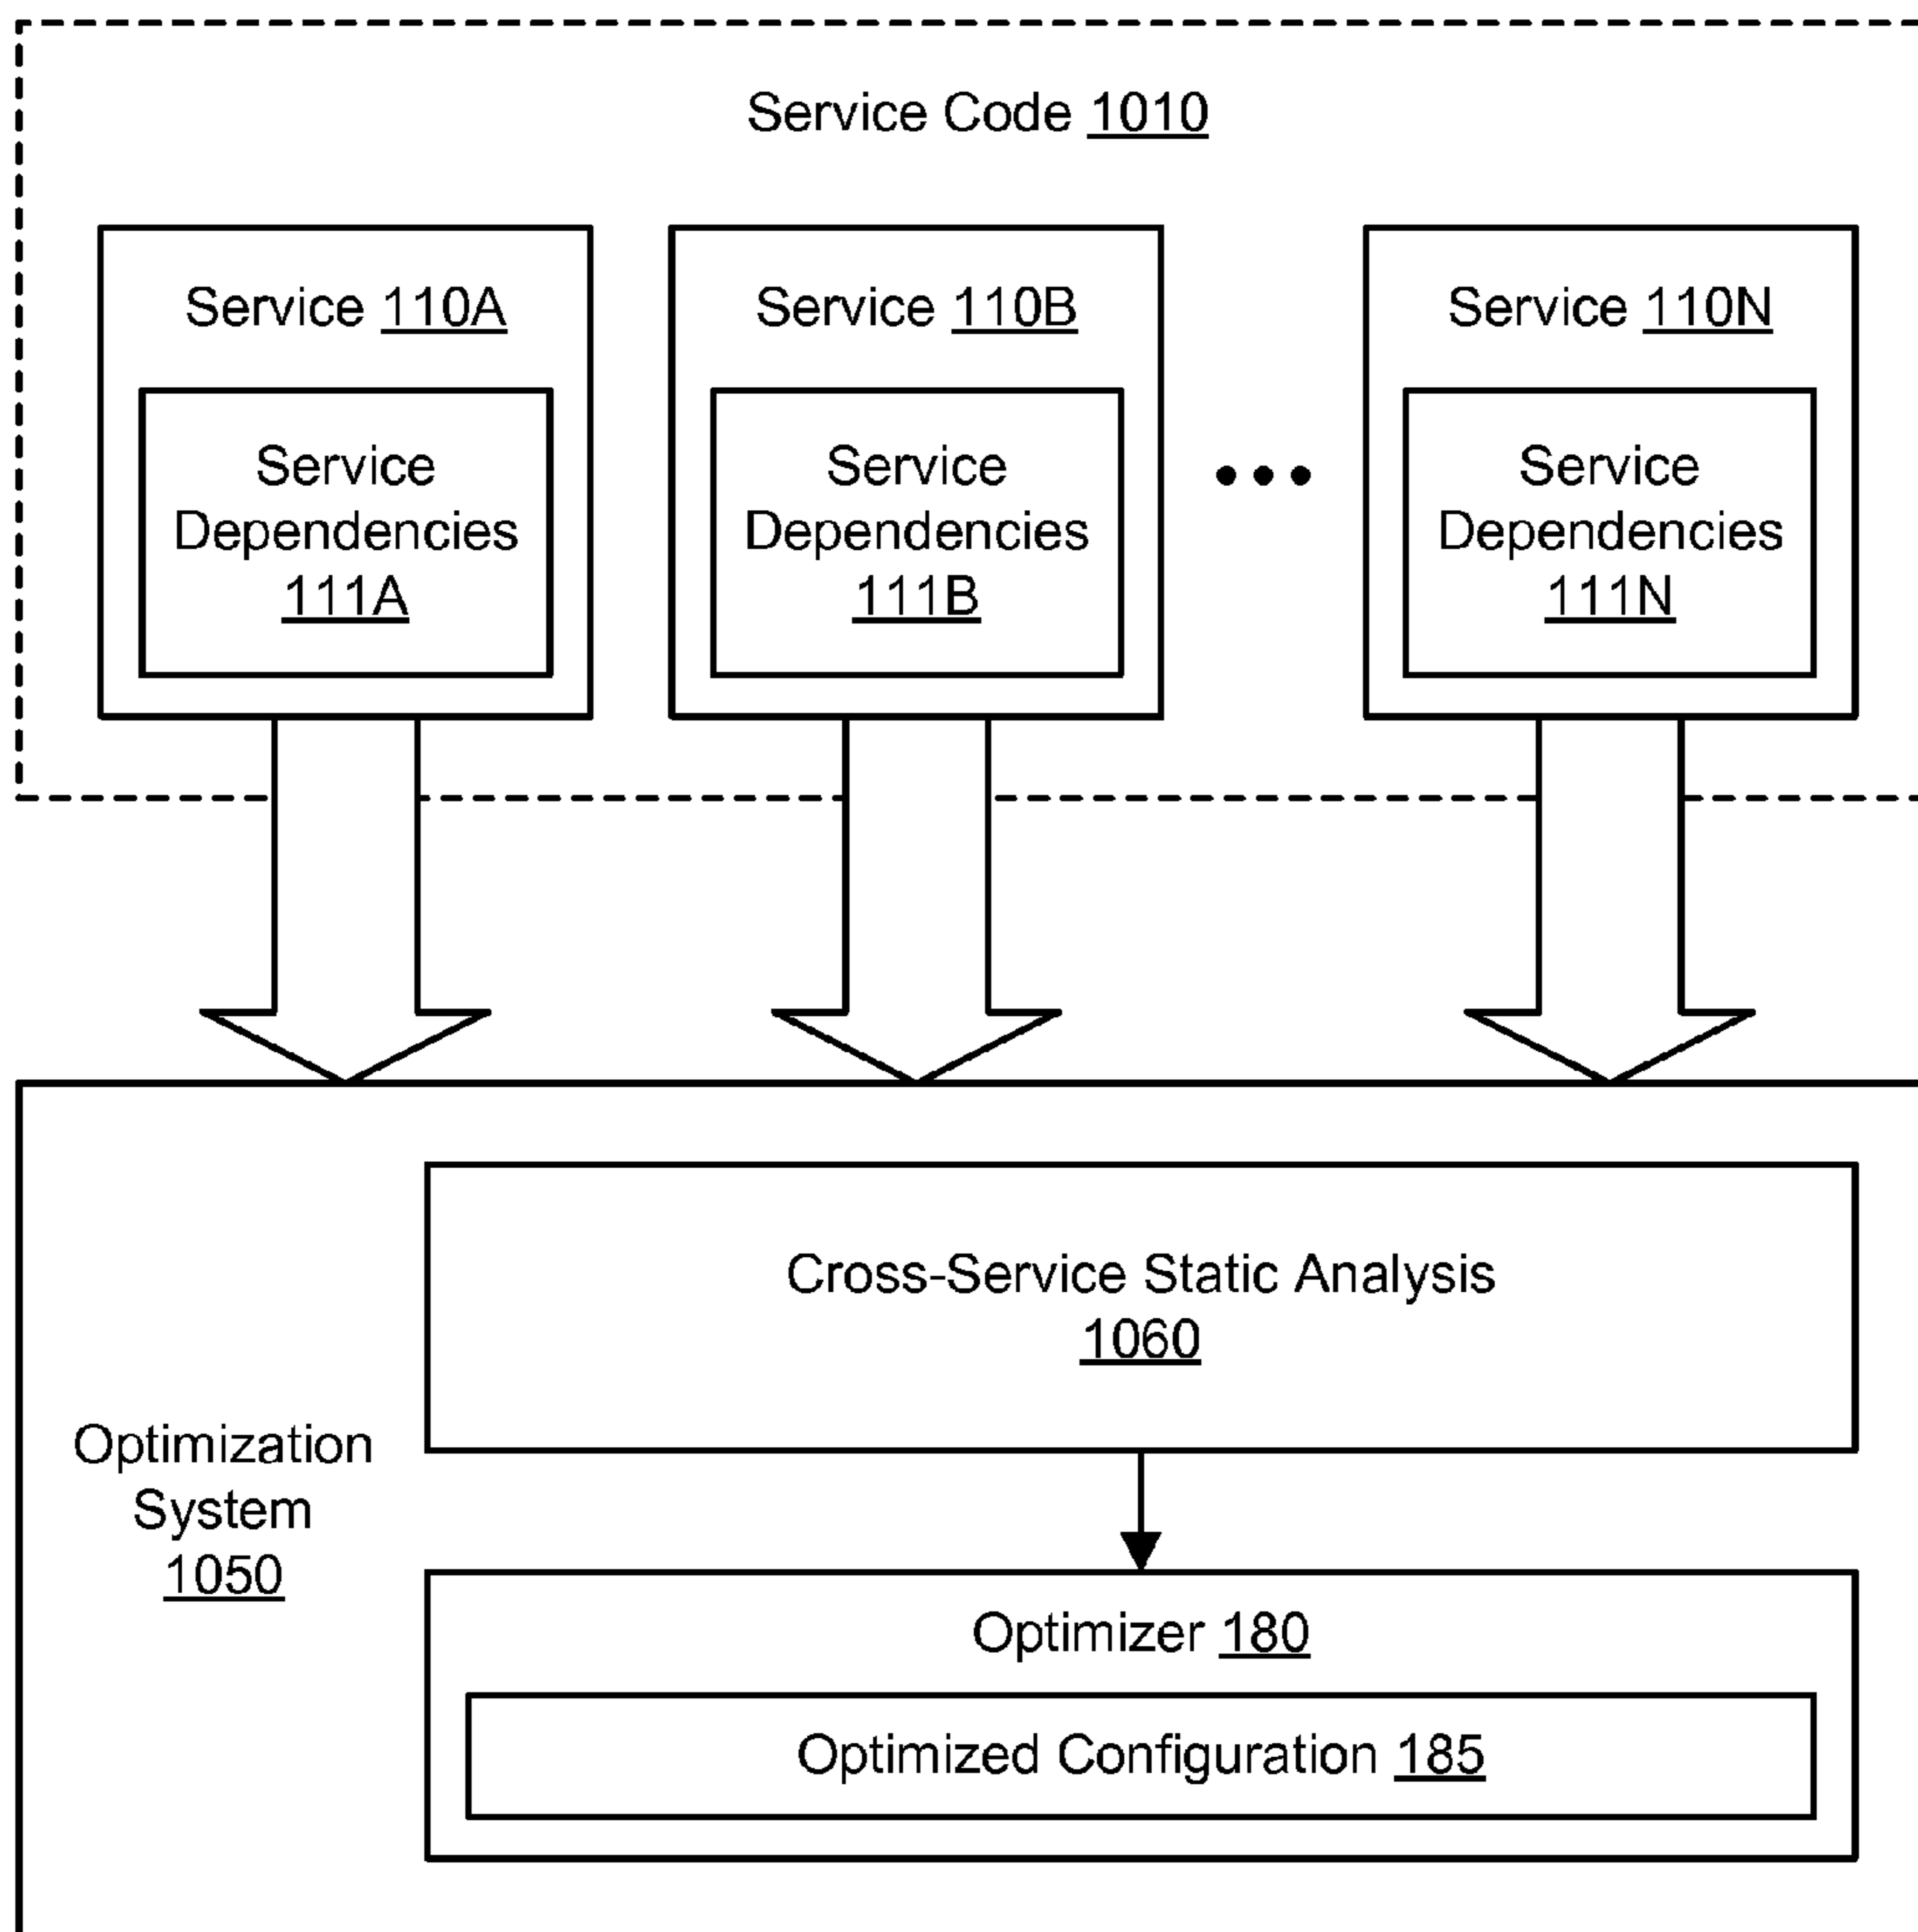 Service Code 1010
Service 110A
Service
Dependencies
111A
Service 110B
Service
Dependencies
111B
Service 110N
Service
Dependencies
111N
Optimization
System
1050
Cross-Service Static Analysis
1060
Optimizer 180
Optimized Configuration 185